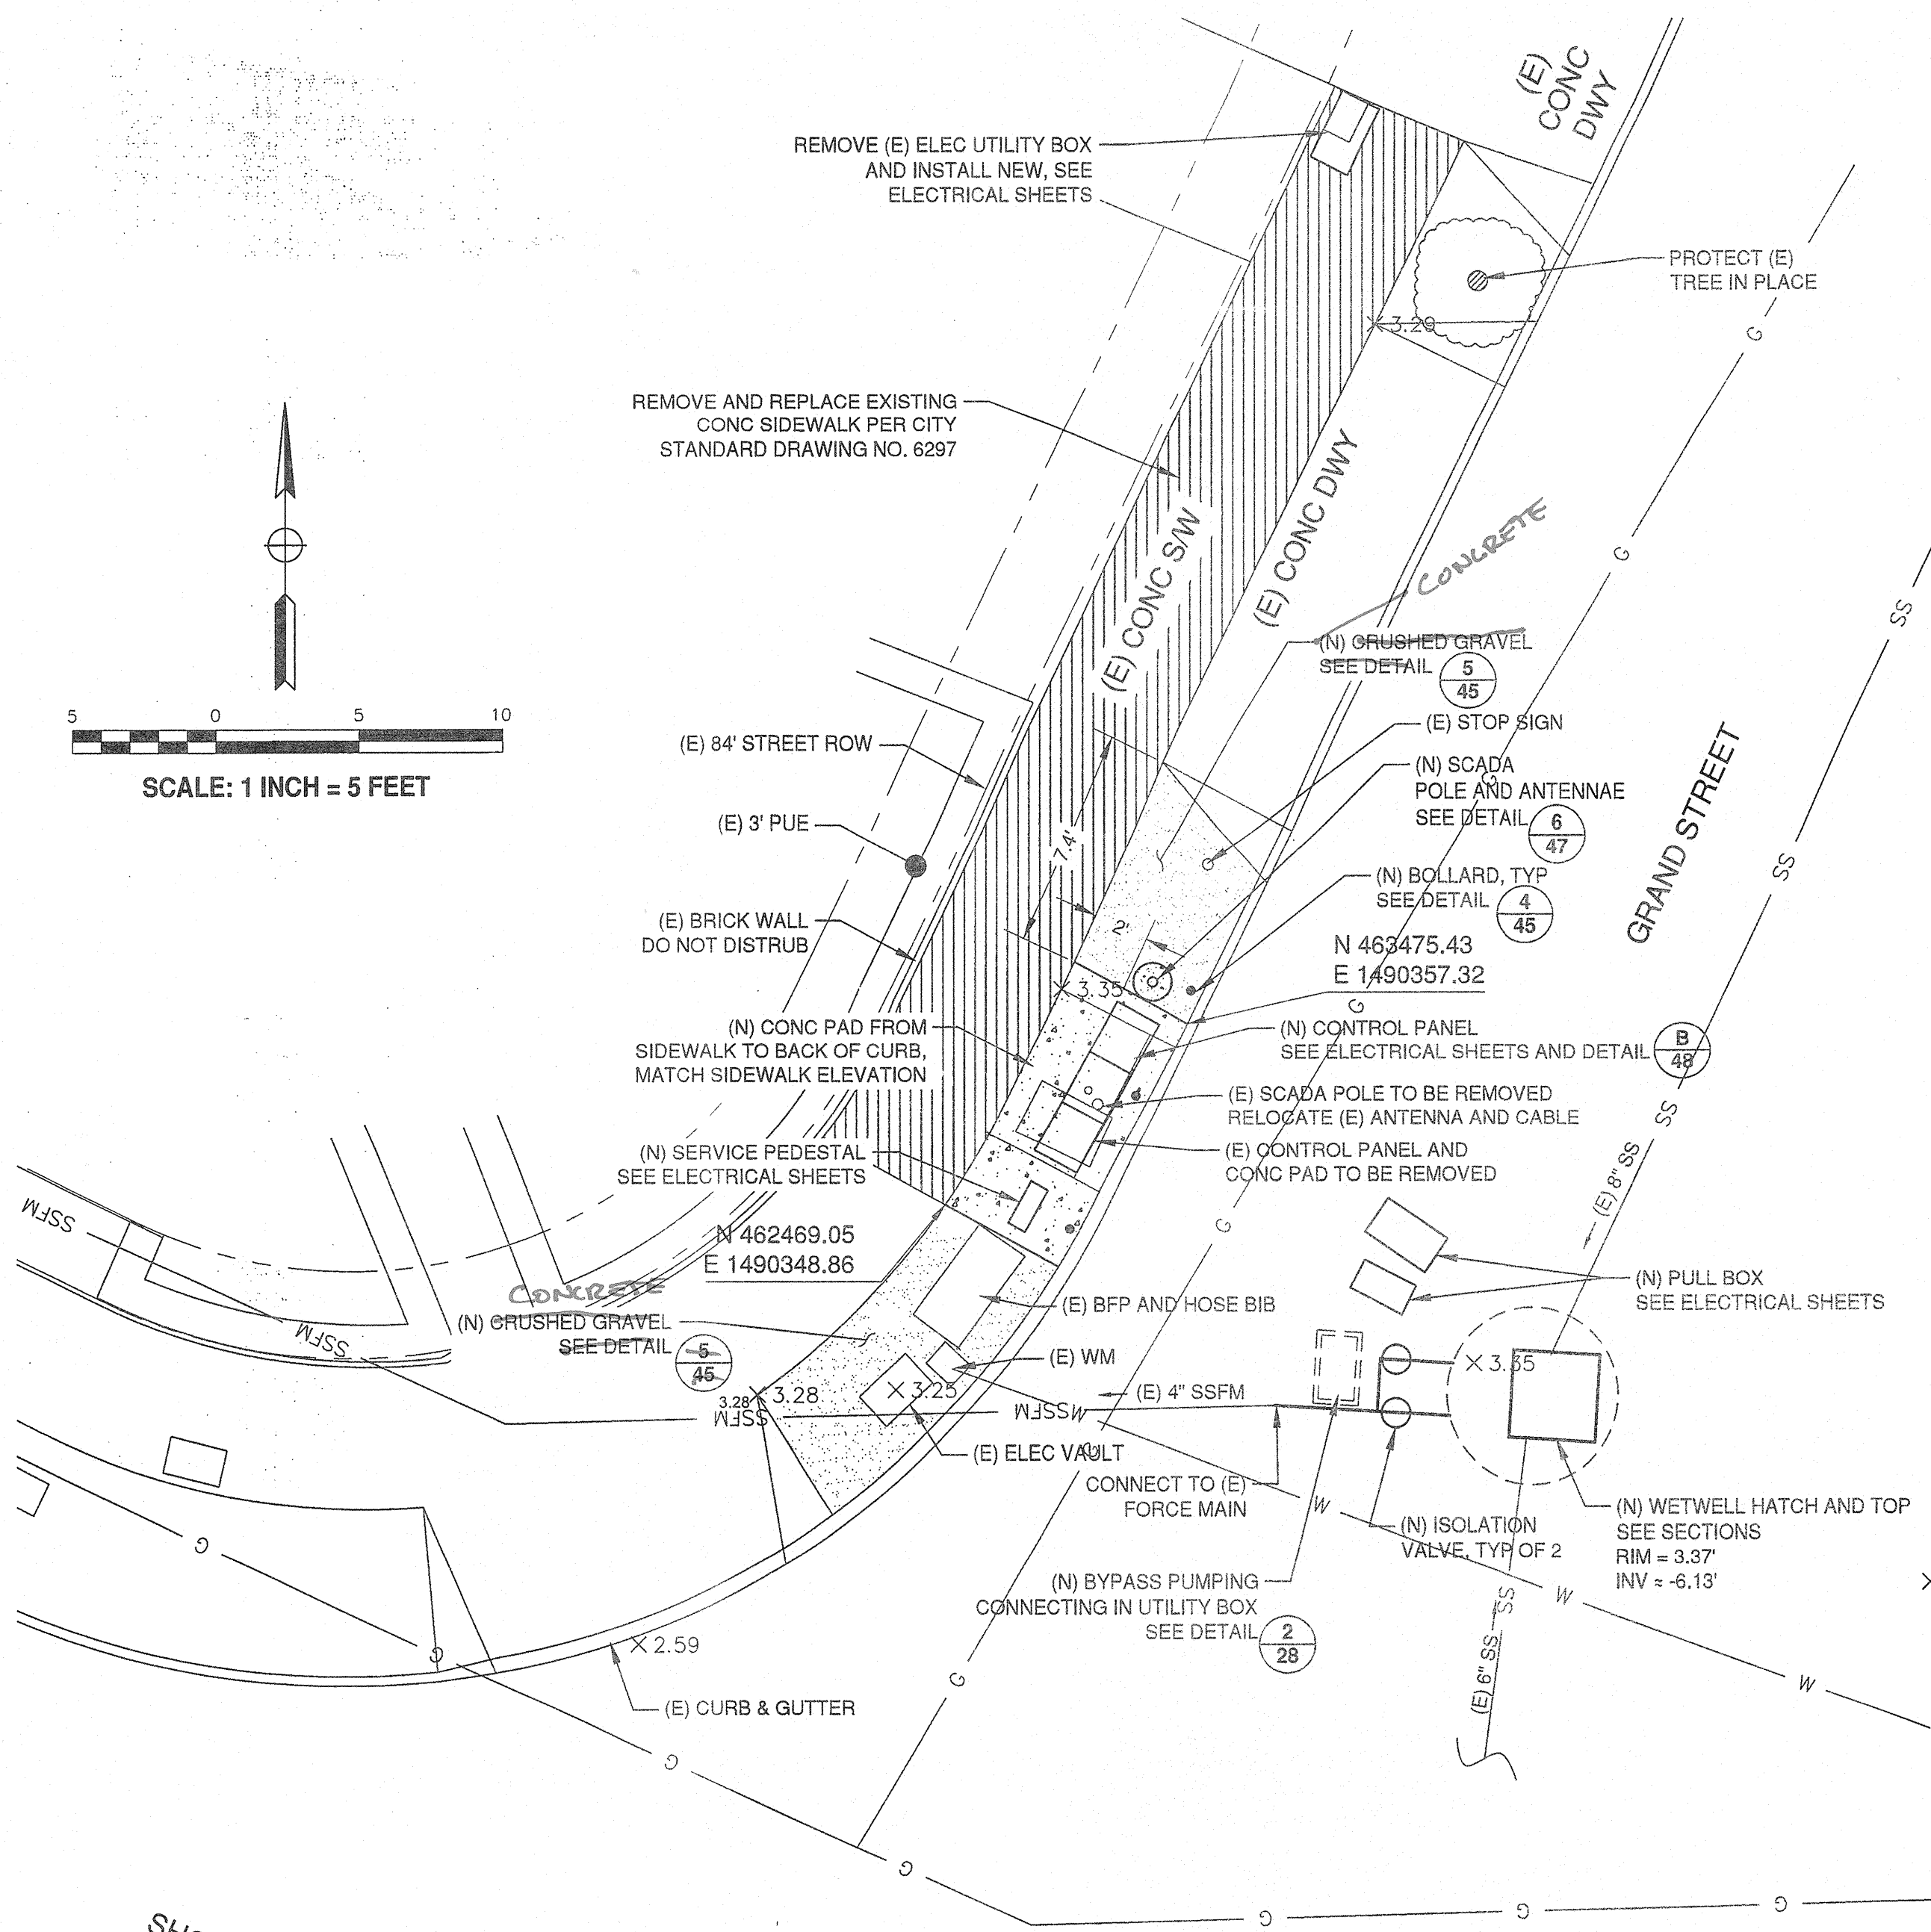 (E)
CONC
DWY
REMOVE (E) ELEC UTILITY BOX
AND INSTALL NEW, SEE
ELECTRICAL SHEETS
PROTECT (E)
TREE IN PLACE
3.29
G
REMOVE AND REPLACE EXISTING
CONC SIDEWALK PER CITY
STANDARD DRAWING NO. 6297
(E) CONC S/W
(E) CONC DWY
CONCRETE
G
SS
(N) CRUSHED GRAVEL
SEE DETAIL
5
45
5 0 5 10
SCALE: 1 INCH = 5 FEET
(E) 84' STREET ROW
(E) STOP SIGN
(N) SCADA
POLE AND ANTENNAE
SEE DETAIL
6
47
G
GRAND STREET
SS
(E) 3' PUE
7.4'
(N) BOLLARD, TYP
SEE DETAIL
4
45
(E) BRICK WALL
DO NOT DISTRUB
2'
N 463475.43
E 1490357.32
3.35
G
(N) CONC PAD FROM
SIDEWALK TO BACK OF CURB,
MATCH SIDEWALK ELEVATION
(N) CONTROL PANEL
SEE ELECTRICAL SHEETS AND DETAIL
B
48
(E) SCADA POLE TO BE REMOVED
RELOCATE (E) ANTENNA AND CABLE
SS
(N) SERVICE PEDESTAL
SEE ELECTRICAL SHEETS
(E) CONTROL PANEL AND
CONC PAD TO BE REMOVED
(E) 8" SS
SSFM
G
N 462469.05
E 1490348.86
CONCRETE
(N) CRUSHED GRAVEL
SEE DETAIL
5
45
(E) BFP AND HOSE BIB
(N) PULL BOX
SEE ELECTRICAL SHEETS
SSFM
(E) WM
3.35
3.28
3.28
3.25
SSFM
SSFM
W
(E) 4" SSFM
(E) ELEC VAULT
G
CONNECT TO (E)
FORCE MAIN
W
(N) ISOLATION
VALVE, TYP OF 2
(N) WETWELL HATCH AND TOP
SEE SECTIONS
RIM = 3.37'
INV ≈ -6.13'
G
(N) BYPASS PUMPING
CONNECTING IN UTILITY BOX
SEE DETAIL
2
28
SS
W
(E) 6" SS
2.59
G
G
W
(E) CURB & GUTTER
G
G
G
G
G